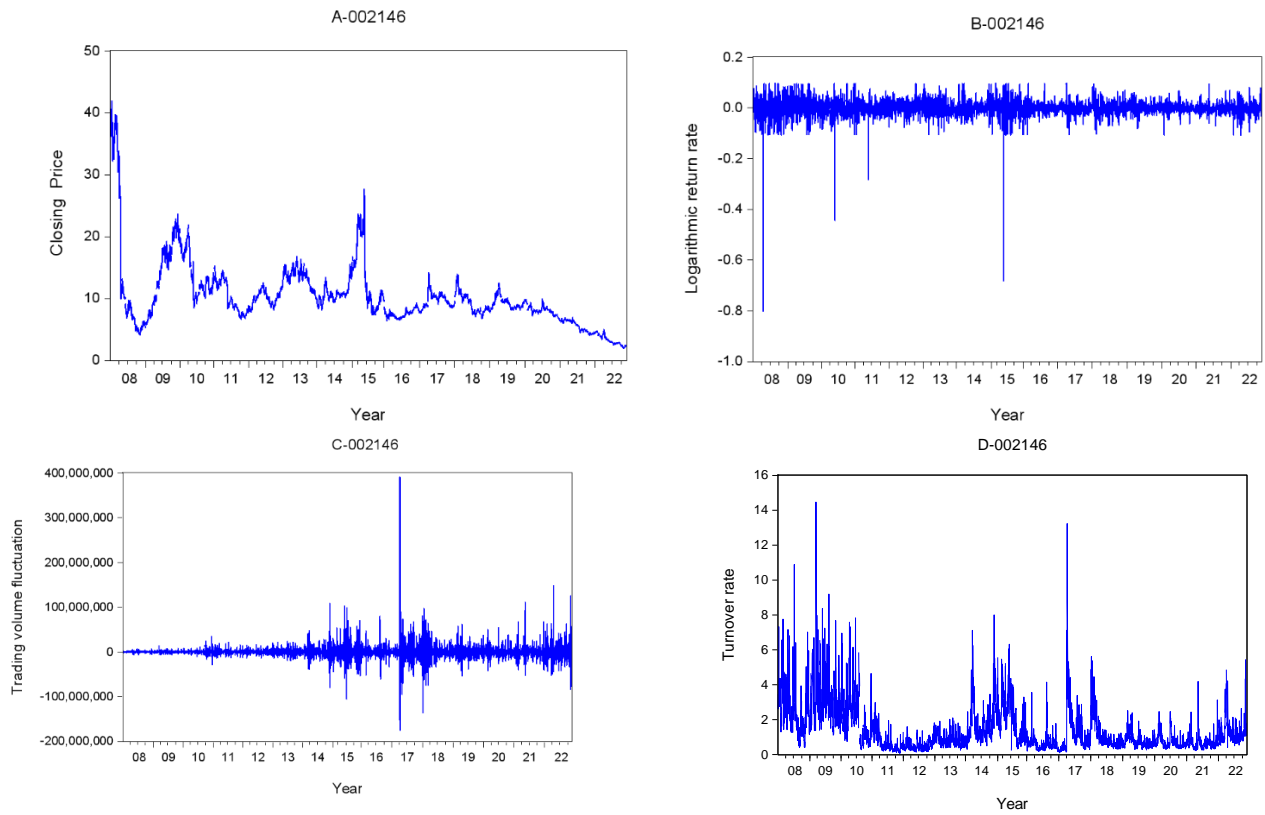 A-002146
50
40
30
20
10
0
Closing Price
08 09 10 11 12 13 14 15 16 17 18 19 20 21 22
Year
B-002146
0.2
0.0
-0.2
-0.4
-0.6
-0.8
-1.0
Logarithmic return rate
08 09 10 11 12 13 14 15 16 17 18 19 20 21 22
Year
C-002146
400,000,000
300,000,000
200,000,000
100,000,000
0
-100,000,000
-200,000,000
Trading volume fluctuation
08 09 10 11 12 13 14 15 16 17 18 19 20 21 22
Year
D-002146
16
14
12
10
8
6
4
2
0
Turnover rate
08 09 10 11 12 13 14 15 16 17 18 19 20 21 22
Year